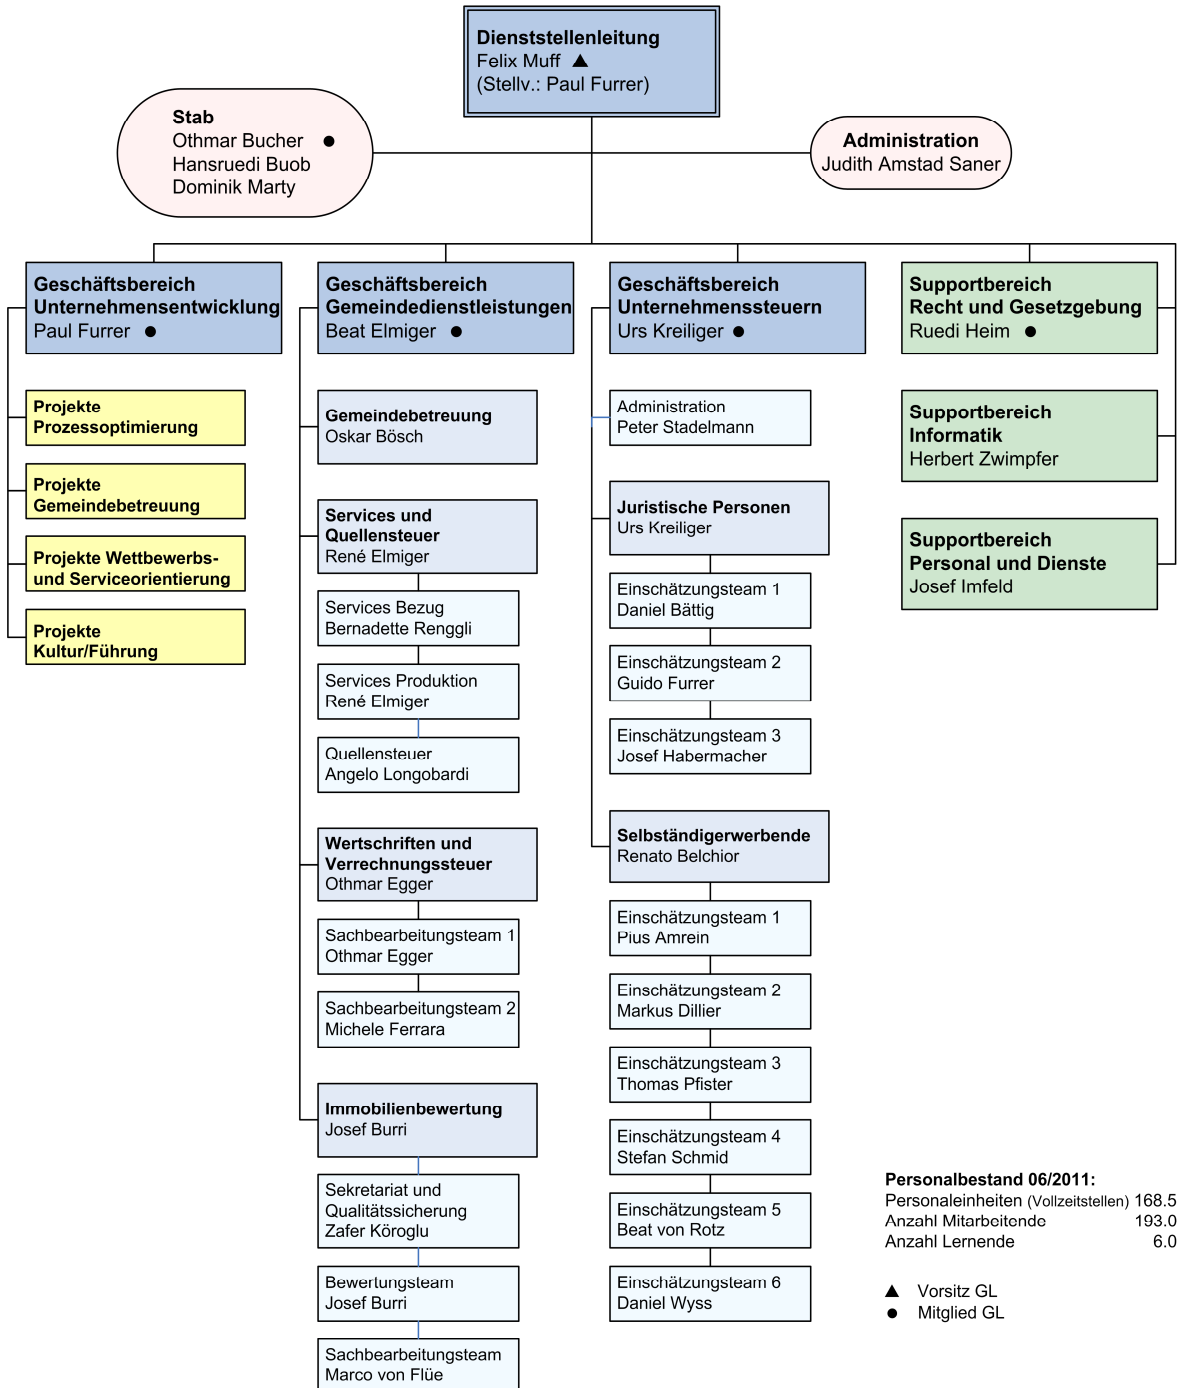 Dienststellenleitung
Felix Muff ▲
(Stellv.: Paul Furrer)
Stab
Othmar Bucher ●
Hansruedi Buob
Dominik Marty
Administration
Judith Amstad Saner
Geschäftsbereich
Unternehmensentwicklung
Paul Furrer ●
Projekte
Prozessoptimierung
Projekte
Gemeindebetreuung
Projekte Wettbewerbs-
und Serviceorientierung
Projekte
Kultur/Führung
Geschäftsbereich
Gemeindedienstleistungen
Beat Elmiger ●
Gemeindebetreuung
Oskar Bösch
Services und
Quellensteuer
René Elmiger
Services Bezug
Bernadette Renggli
Services Produktion
René Elmiger
Quellensteuer
Angelo Longobardi
Wertschriften und
Verrechnungssteuer
Othmar Egger
Sachbearbeitungsteam 1
Othmar Egger
Sachbearbeitungsteam 2
Michele Ferrara
Immobilienbewertung
Josef Burri
Sekretariat und
Qualitätssicherung
Zafer Köroglu
Bewertungsteam
Josef Burri
Sachbearbeitungsteam
Marco von Flüe
Geschäftsbereich
Unternehmenssteuern
Urs Kreiliger ●
Administration
Peter Stadelmann
Juristische Personen
Urs Kreiliger
Einschätzungsteam 1
Daniel Bättig
Einschätzungsteam 2
Guido Furrer
Einschätzungsteam 3
Josef Habermacher
Selbständigerwerbende
Renato Belchior
Einschätzungsteam 1
Pius Amrein
Einschätzungsteam 2
Markus Dillier
Einschätzungsteam 3
Thomas Pfister
Einschätzungsteam 4
Stefan Schmid
Einschätzungsteam 5
Beat von Rotz
Einschätzungsteam 6
Daniel Wyss
Supportbereich
Recht und Gesetzgebung
Ruedi Heim ●
Supportbereich
Informatik
Herbert Zwimpfer
Supportbereich
Personal und Dienste
Josef Imfeld
Personalbestand 06/2011:
Personaleinheiten (Vollzeitstellen) 168.5
Anzahl Mitarbeitende 193.0
Anzahl Lernende 6.0
▲ Vorsitz GL
● Mitglied GL